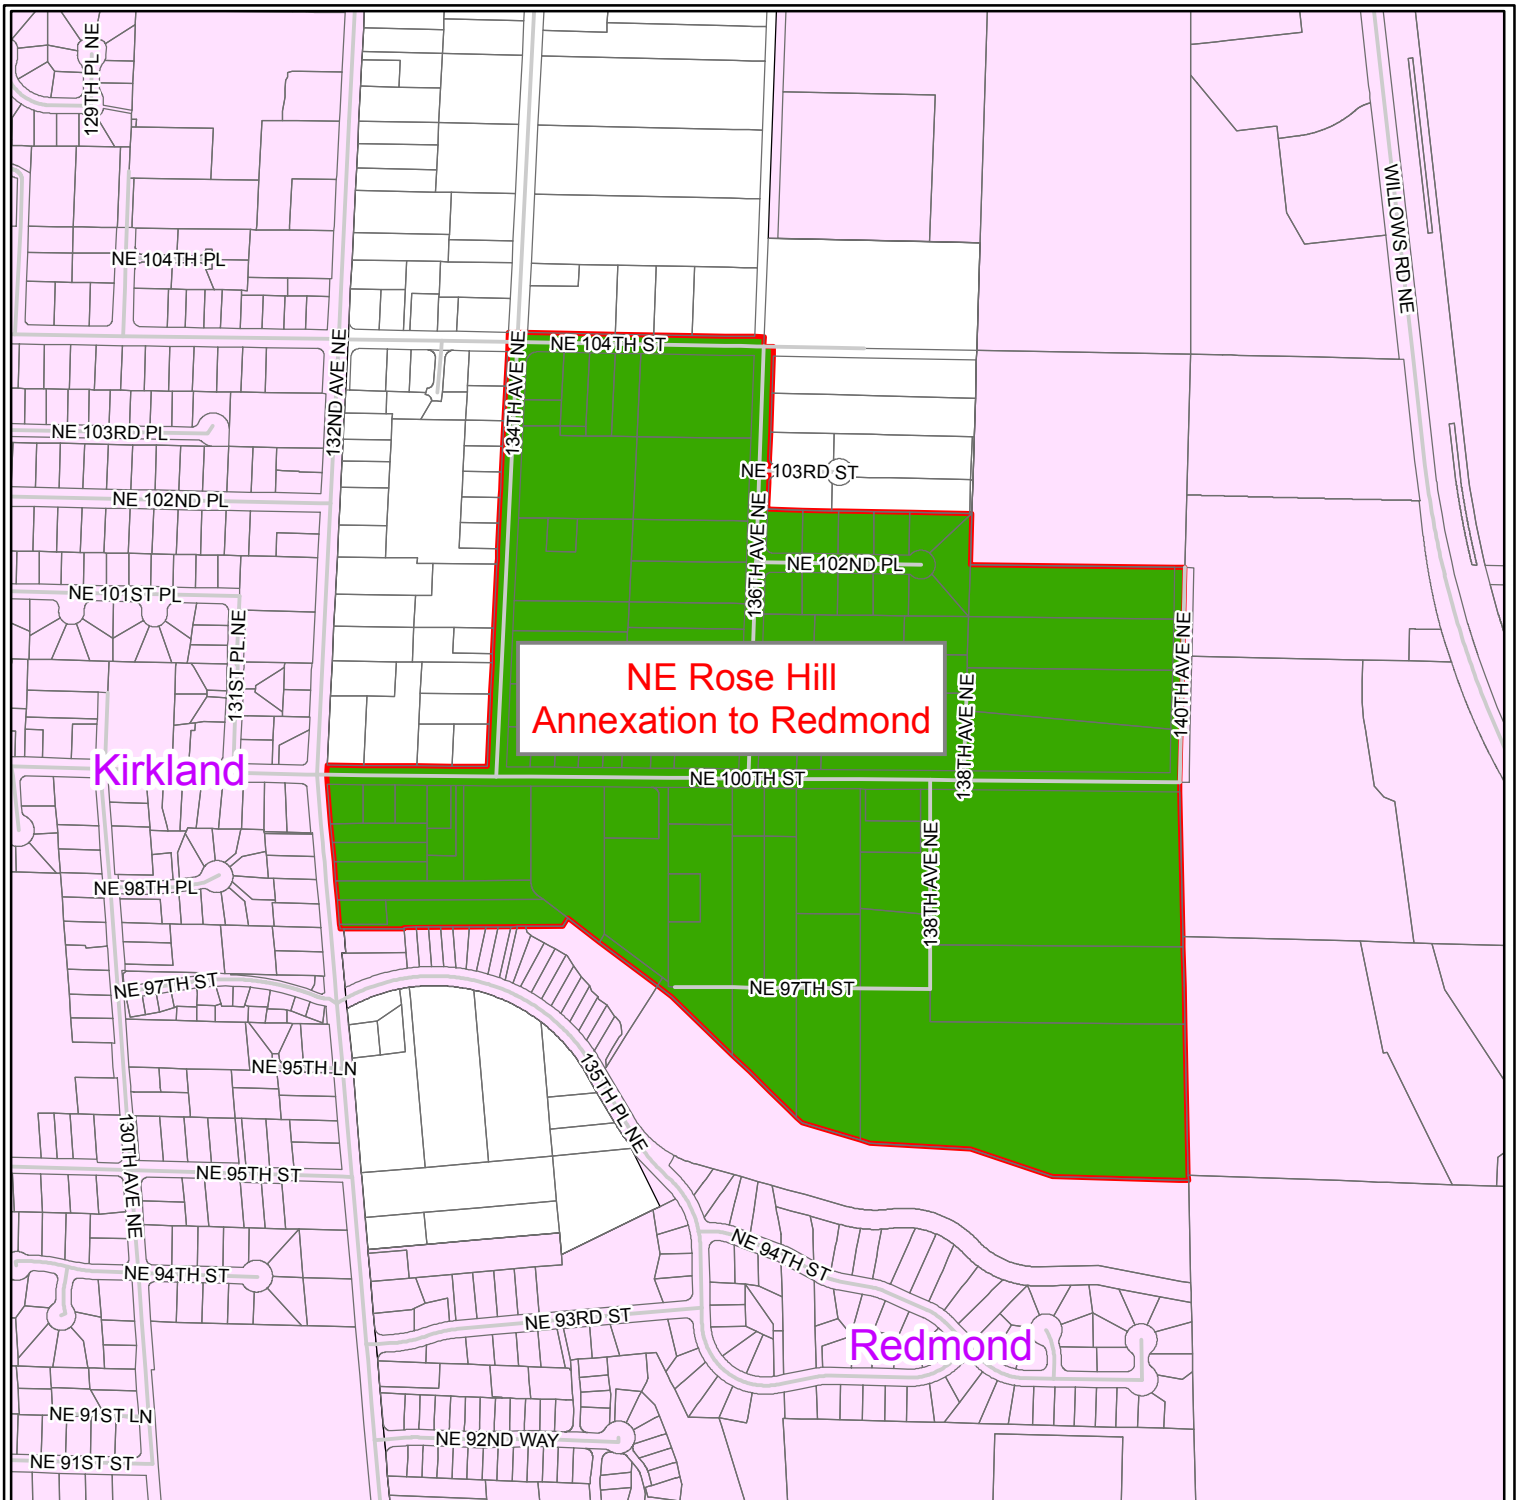 129TH PL NE
WILLOWS RD NE
NE 104TH PL
132ND AVE NE
134TH AVE NE
NE 104TH ST
NE 103RD PL
NE 103RD ST
NE 102ND PL
136TH AVE NE
NE 102ND PL
NE 101ST PL
131ST PL NE
140TH AVE NE
NE Rose Hill
Annexation to Redmond
138TH AVE NE
Kirkland
NE 100TH ST
138TH AVE NE
NE 98TH PL
NE 97TH ST
NE 97TH ST
NE 95TH LN
135TH PL NE
130TH AVE NE
NE 95TH ST
NE 94TH ST
NE 94TH ST
NE 93RD ST
Redmond
NE 91ST LN
NE 92ND WAY
NE 91ST ST